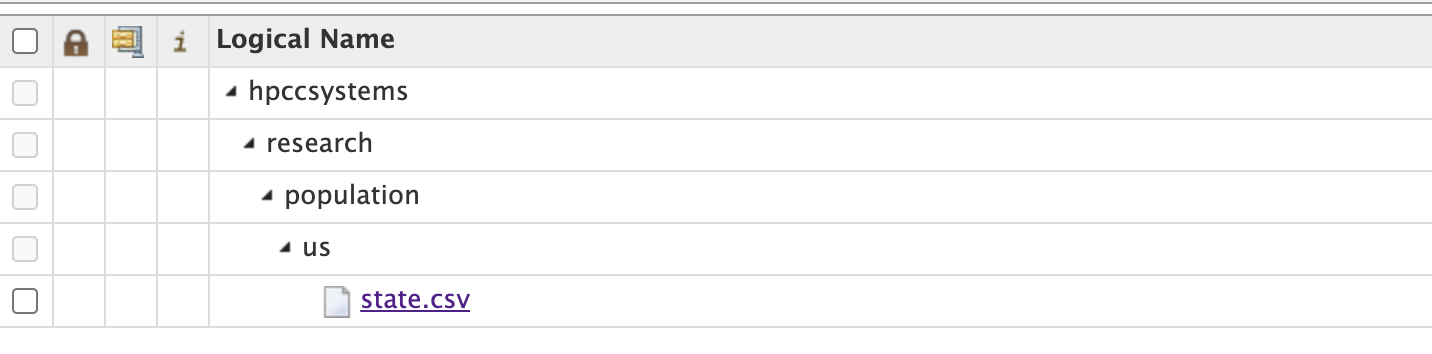 i Logical Name
hpccsystems
research
population
us
state.csv